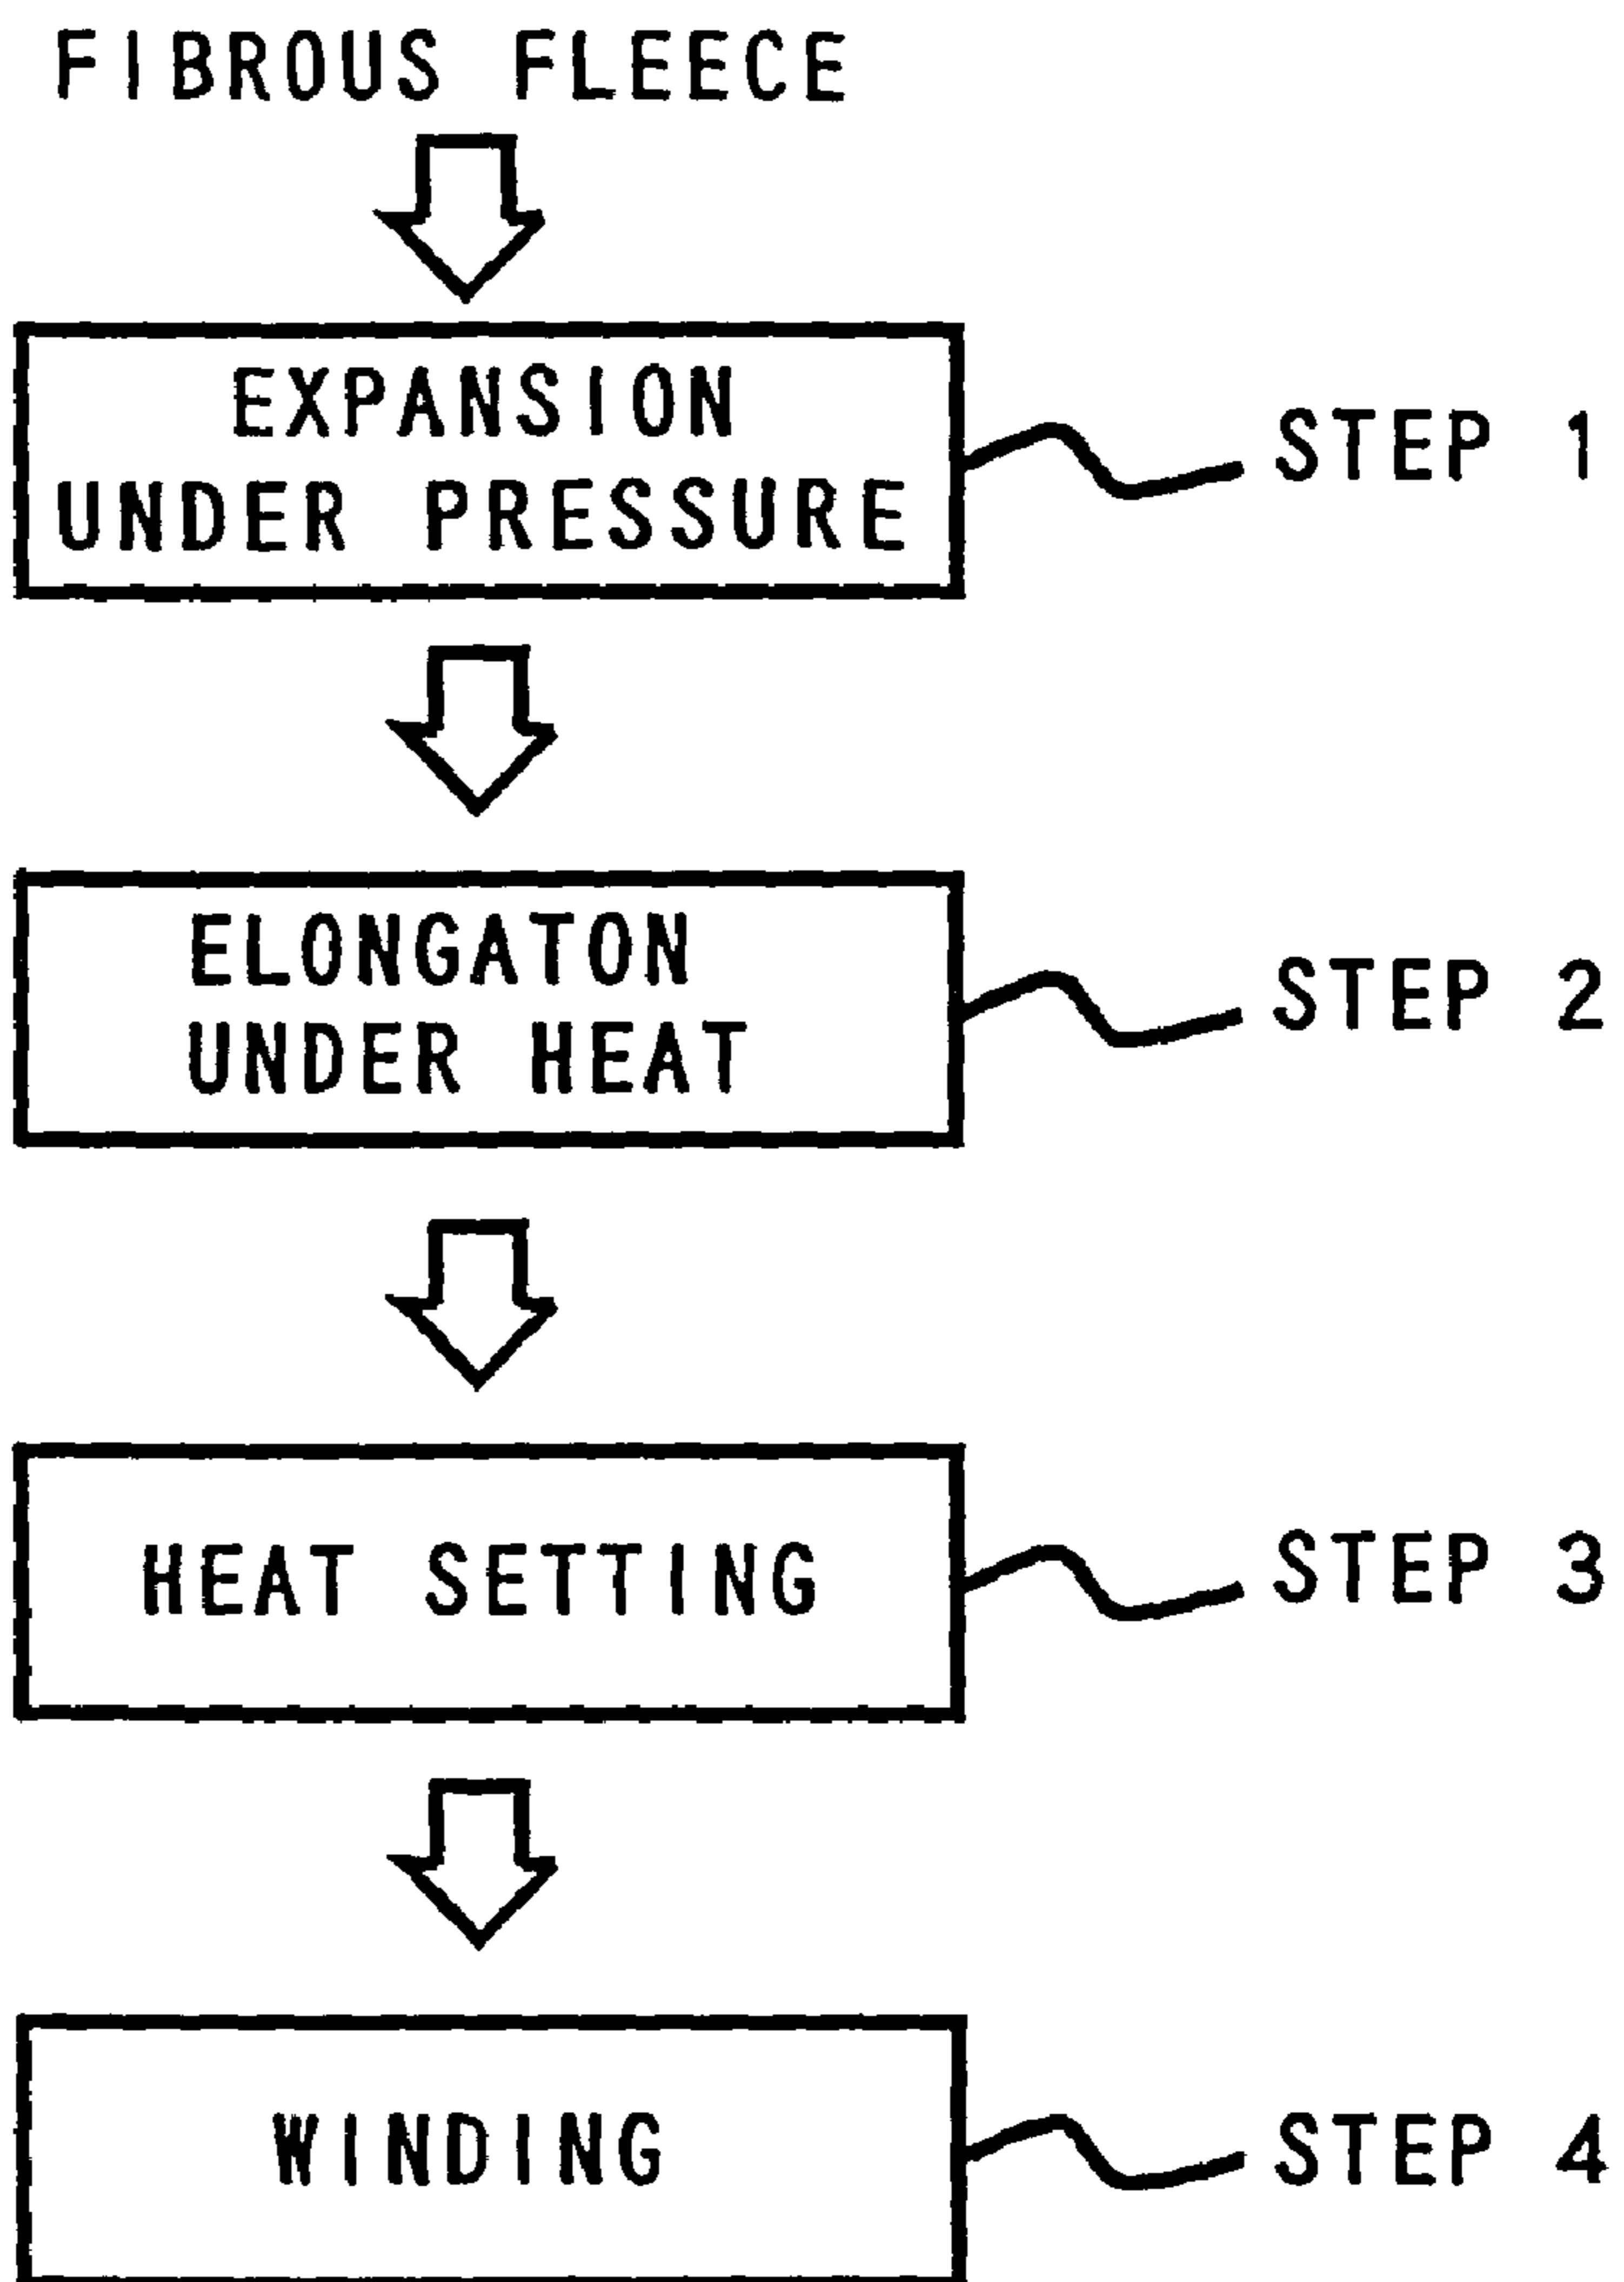 FIBROUS FLEECE
EXPANSION
UNDER PRESSURE
STEP 1
ELONGATON
UNDER HEAT
STEP 2
HEAT SETTING
STEP 3
WINDING
STEP 4